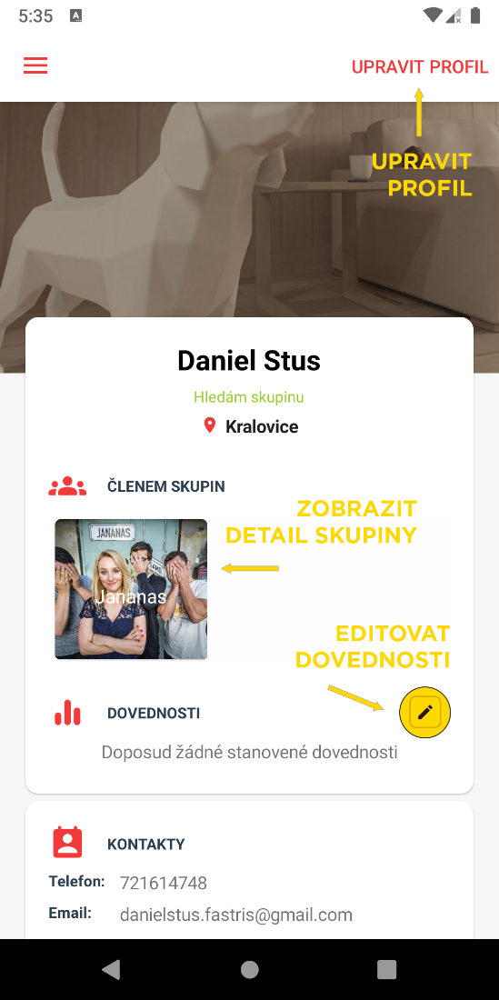 5:35
A
UPRAVIT PROFIL
UPRAVIT
PROFIL
Daniel Stus
Hledám skupinu
Kralovice
ČLENEM SKUPIN
ZOBRAZIT
DETAIL SKUPINY
JANANAS
Jananas
EDITOVAT
DOVEDNOSTI
DOVEDNOSTI
Doposud žádné stanovené dovednosti
KONTAKTY
Telefon: 721614748
Email: danielstus.fastris@gmail.com